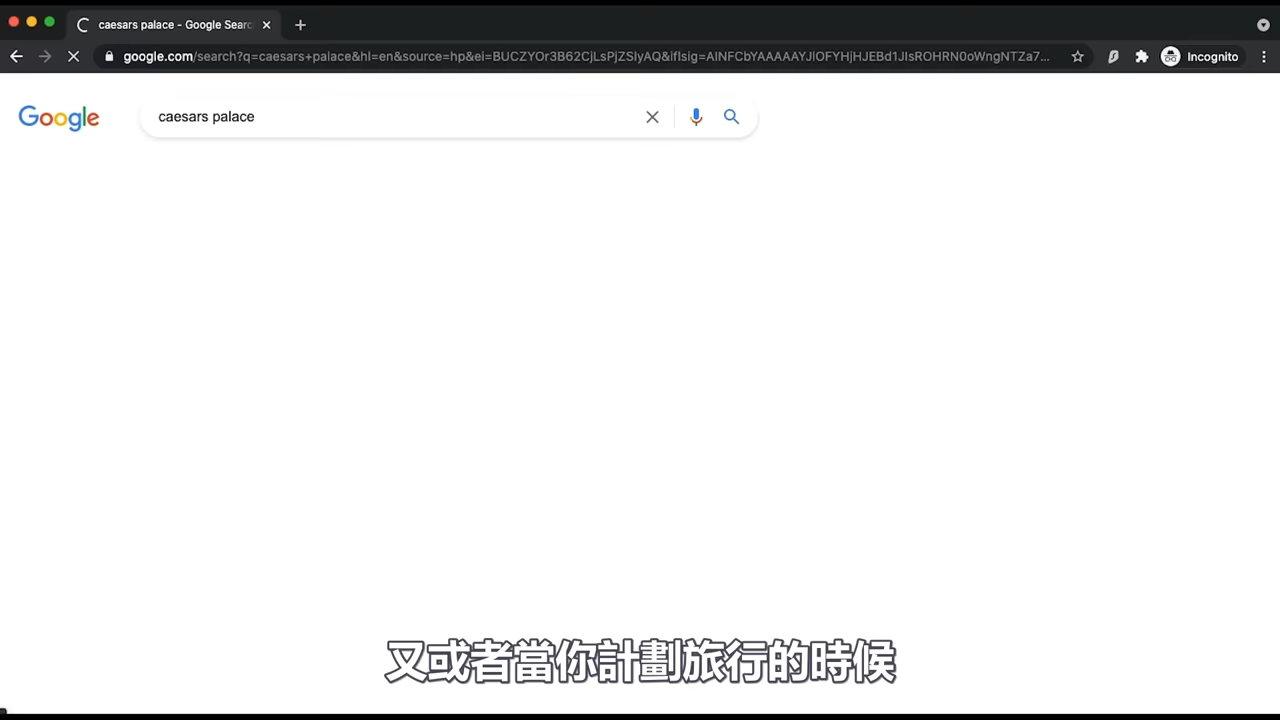 caesars palace - Google Searc
google.com/search?q=caesars+palace&hl=en&source=hp&ei=BUCZYOr3B62CjLsPjZSlyAQ&iflsig=AINFCbYAAAAAYJlOFYHjHJEBd1JIsROHRN0oWngNTZa7...
Incognito
Google
caesars palace
又或者當你計劃旅行的時候